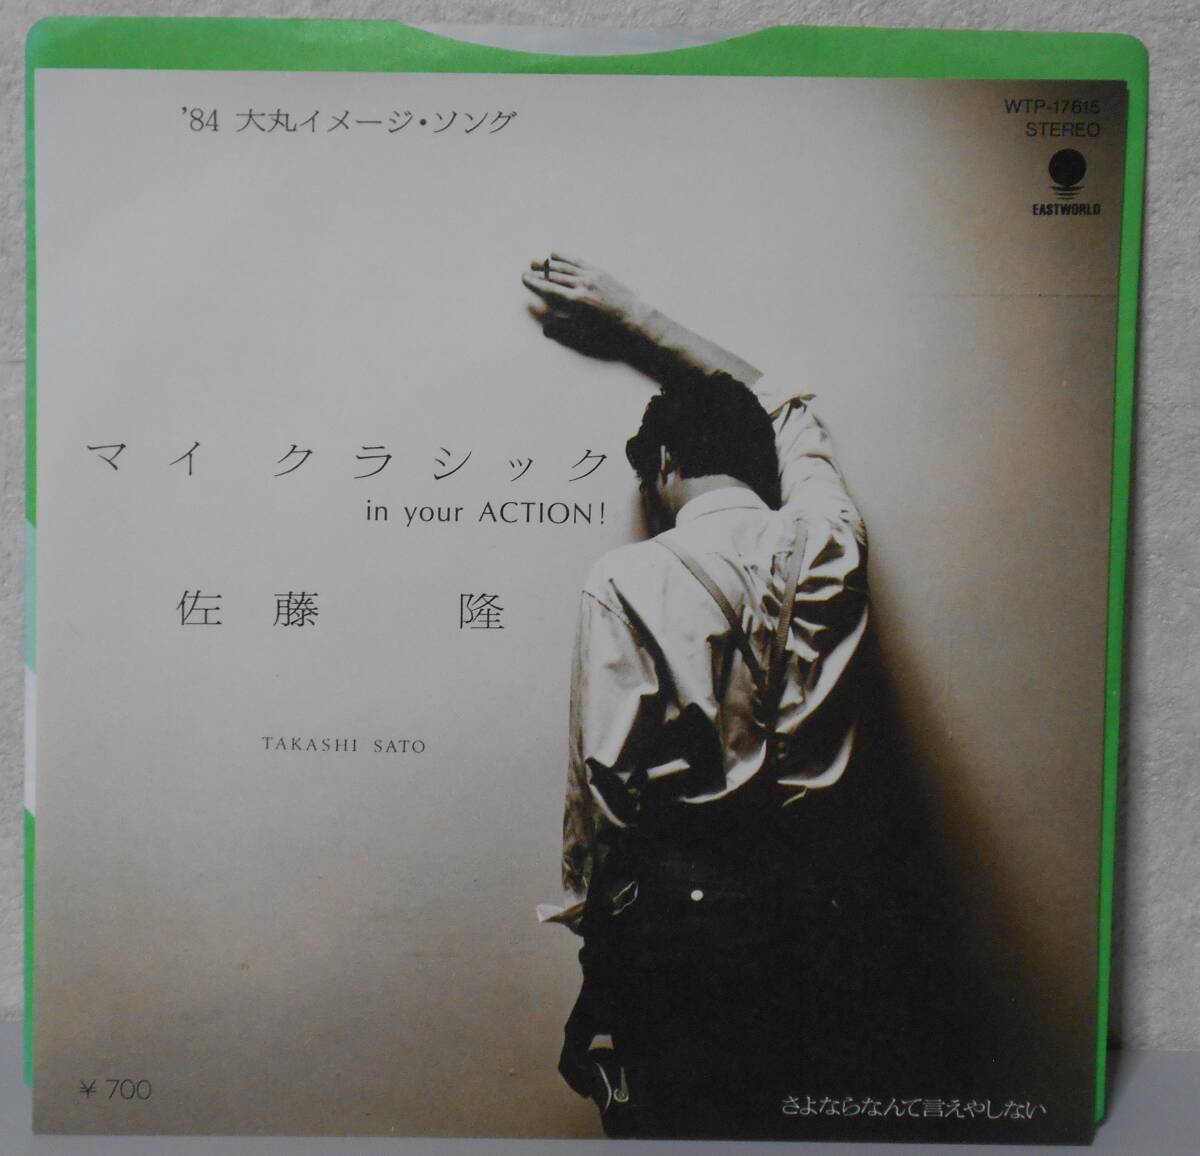 '84 大丸イメージ・ソング
WTP-17615
STEREO
EASTWORLD
マイ クラシック
in your ACTION!
佐藤 隆
TAKASHI SATO
¥700
さよならなんて言えやしない